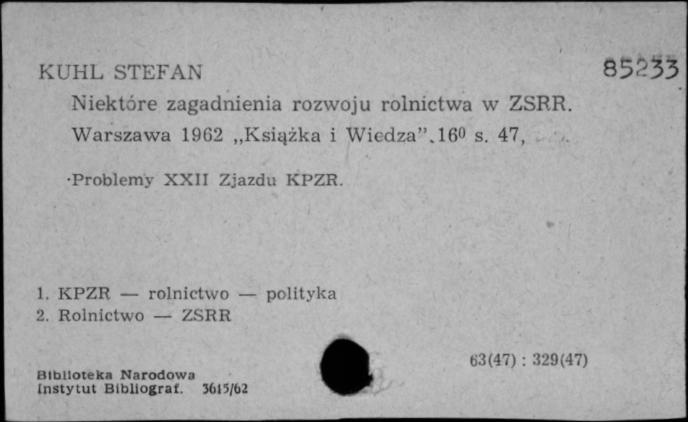 KUHL STEFAN 85233
Niektóre zagadnienia rozwoju rolnictwa w ZSRR.
Warszawa 1962 „Książka i Wiedza”. 16⁰ s. 47,
·Problemy XXII Zjazdu KPZR.
1. KPZR — rolnictwo — polityka
2. Rolnictwo — ZSRR
63(47) : 329(47)
Biblioteka Narodowa
Instytut Bibliograf. 3615/62